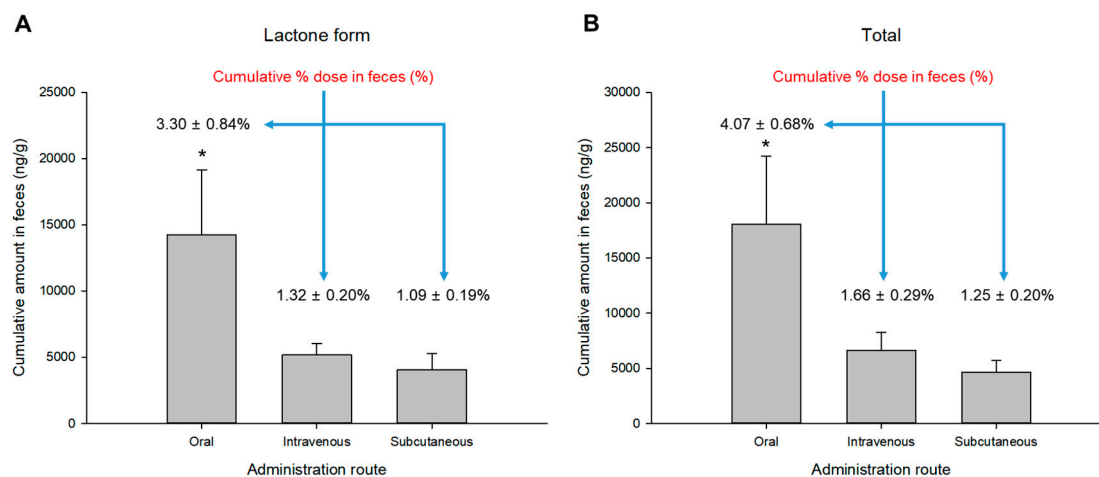 A
Lactone form
Cumulative % dose in feces (%)
25000
20000
15000
10000
5000
0
Cumulative amount in feces (ng/g)
3.30 ± 0.84%
*
1.32 ± 0.20%
1.09 ± 0.19%
Oral
Intravenous
Subcutaneous
Administration route
B
Total
Cumulative % dose in feces (%)
30000
25000
20000
15000
10000
5000
0
Cumulative amount in feces (ng/g)
4.07 ± 0.68%
*
1.66 ± 0.29%
1.25 ± 0.20%
Oral
Intravenous
Subcutaneous
Administration route